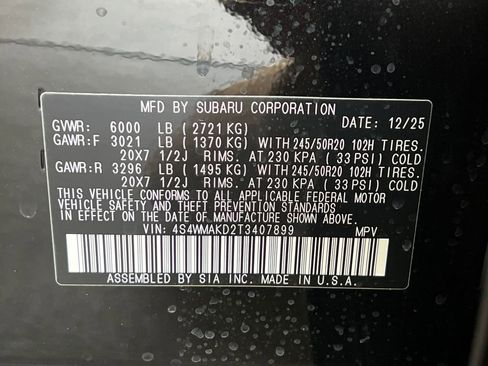 MFD BY SUBARU CORPORATION
GVWR: 6000 LB ( 2721 KG) DATE: 12/25
GAWR:F 3021 LB ( 1370 KG) WITH 245/50R20 102H TIRES.
20X7 1/2J RIMS. AT 230 KPA ( 33 PSI) COLD
GAWR:R 3296 LB ( 1495 KG) WITH 245/50R20 102H TIRES.
20X7 1/2J RIMS. AT 230 KPA ( 33 PSI) COLD
THIS VEHICLE CONFORMS TO ALL APPLICABLE FEDERAL MOTOR
VEHICLE SAFETY AND THEFT PREVENTION STANDARDS
IN EFFECT ON THE DATE OF MANUFACTURE SHOWN ABOVE.
VIN: 4S4WMAKD2T3407899 MPV
ASSEMBLED BY SIA INC. MADE IN U.S.A.